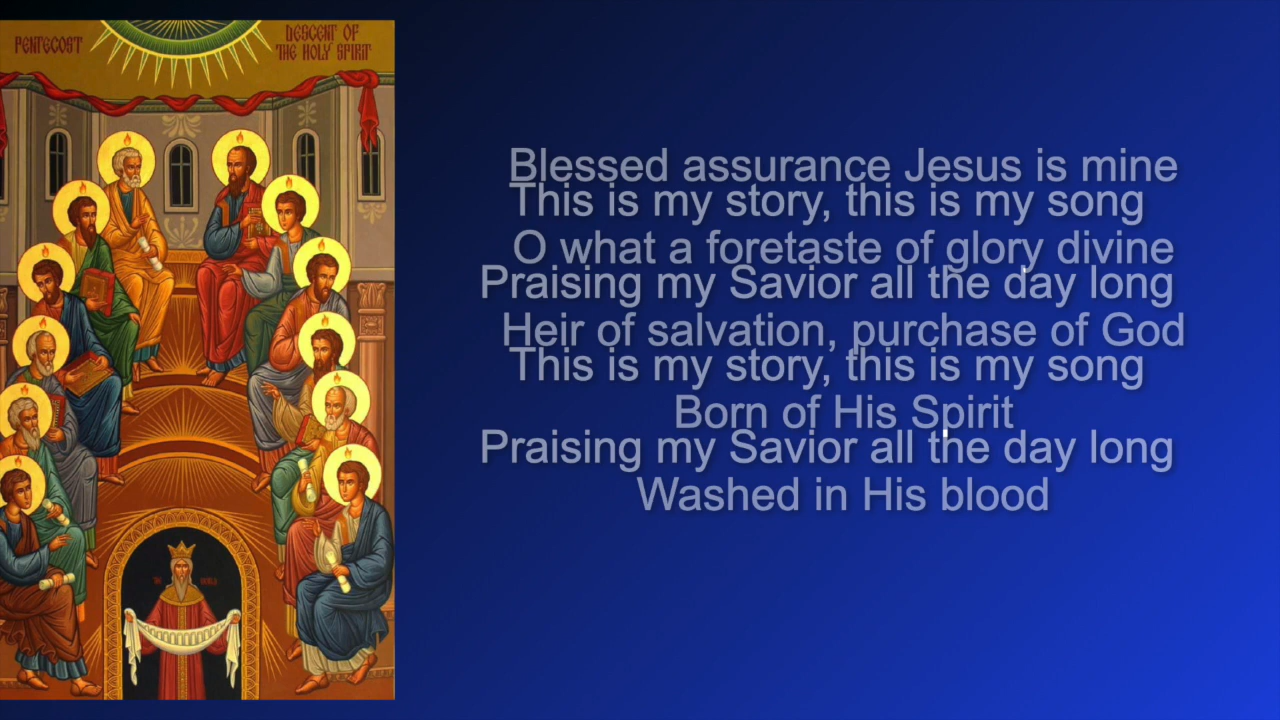 PENTECOST
DESCENT OF
THE HOLY SPIRIT
Blessed assurance Jesus is mine
This is my story, this is my song
O what a foretaste of glory divine
Praising my Savior all the day long
Heir of salvation, purchase of God
This is my story, this is my song
Born of His Spirit
Praising my Savior all the day long
Washed in His blood
THE